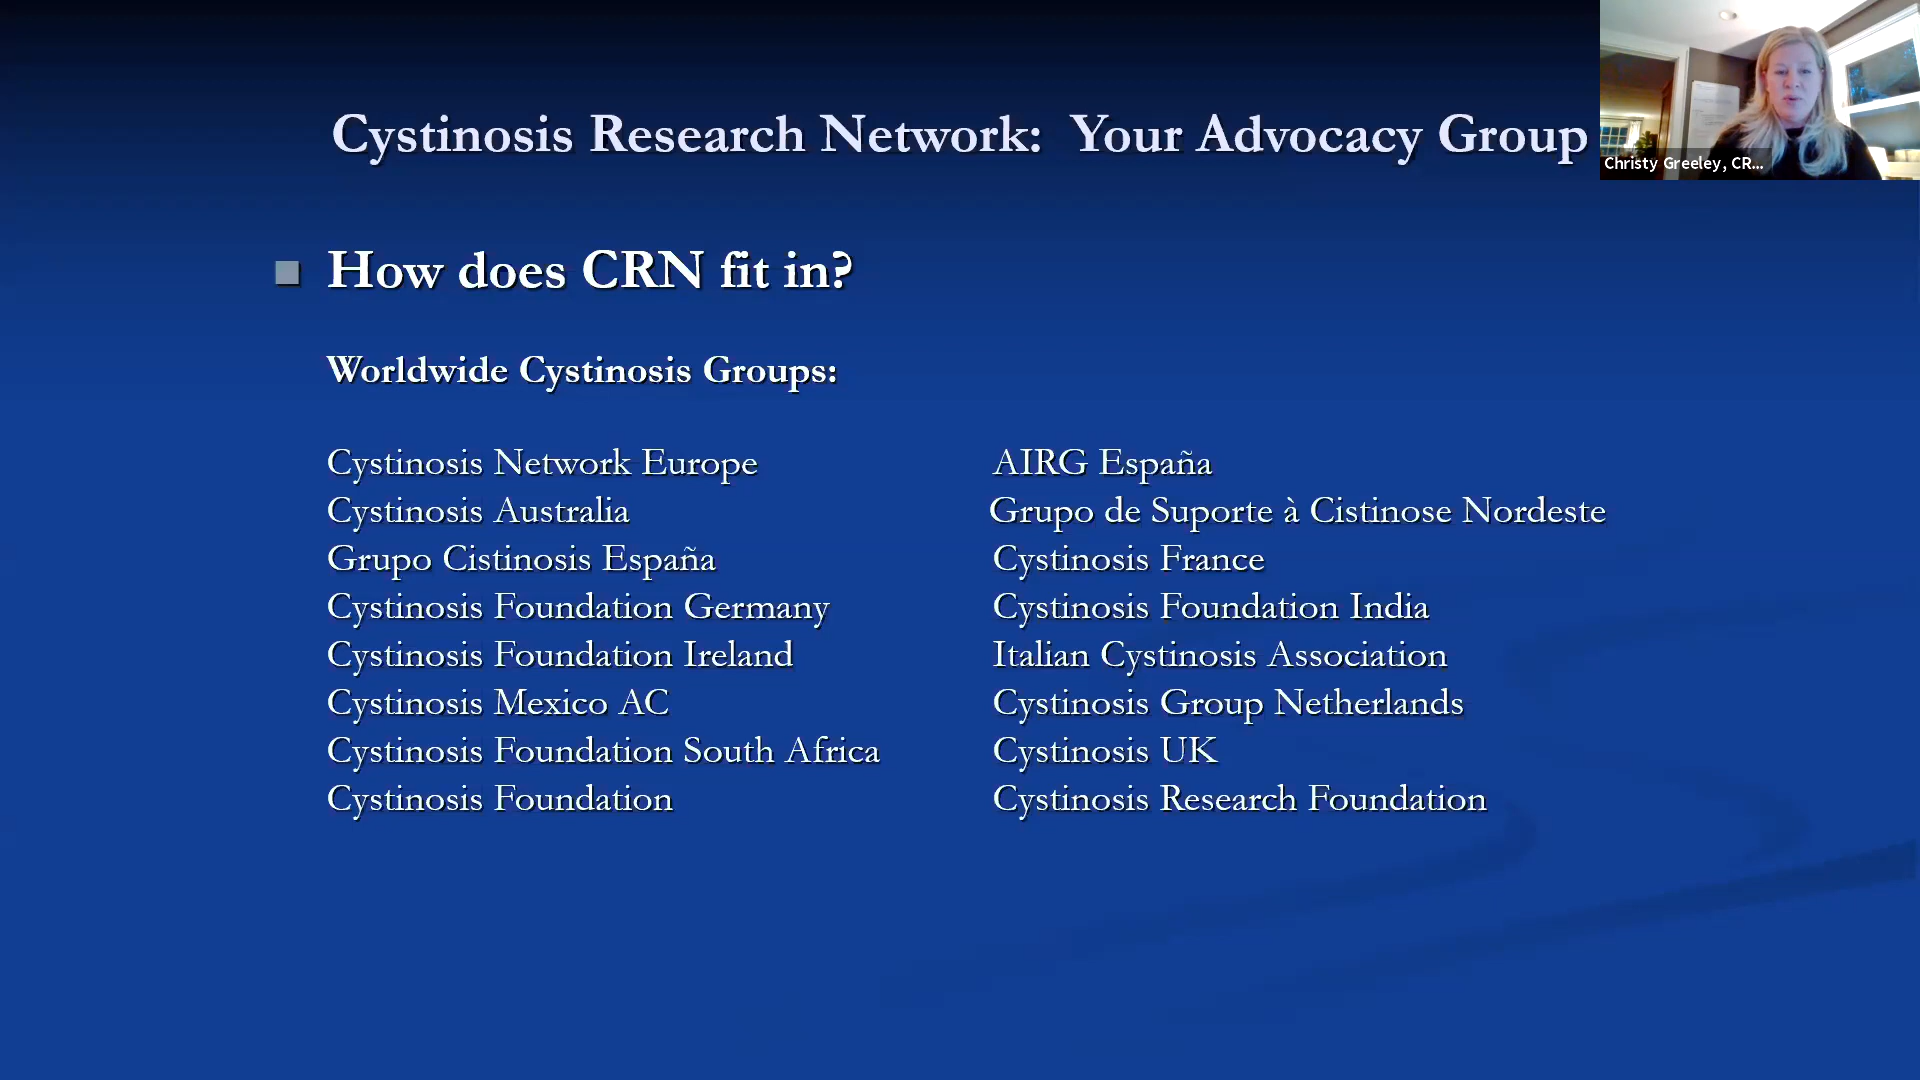 Cystinosis Research Network: Your Advocacy Group
Christy Greeley, CR...
How does CRN fit in?
Worldwide Cystinosis Groups:
Cystinosis Network Europe
Cystinosis Australia
Grupo Cistinosis España
Cystinosis Foundation Germany
Cystinosis Foundation Ireland
Cystinosis Mexico AC
Cystinosis Foundation South Africa
Cystinosis Foundation
AIRG España
Grupo de Suporte à Cistinose Nordeste
Cystinosis France
Cystinosis Foundation India
Italian Cystinosis Association
Cystinosis Group Netherlands
Cystinosis UK
Cystinosis Research Foundation